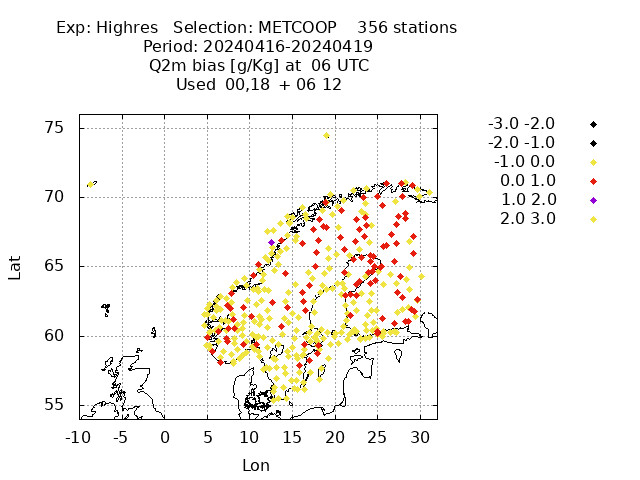 Exp: Highres Selection: METCOOP 356 stations
Period: 20240416-20240419
Q2m bias [g/Kg] at 06 UTC
Used 00,18 + 06 12
-3.0 -2.0
-2.0 -1.0
-1.0 0.0
0.0 1.0
1.0 2.0
2.0 3.0
75
70
65
60
55
Lat
-10 -5 0 5 10 15 20 25 30
Lon